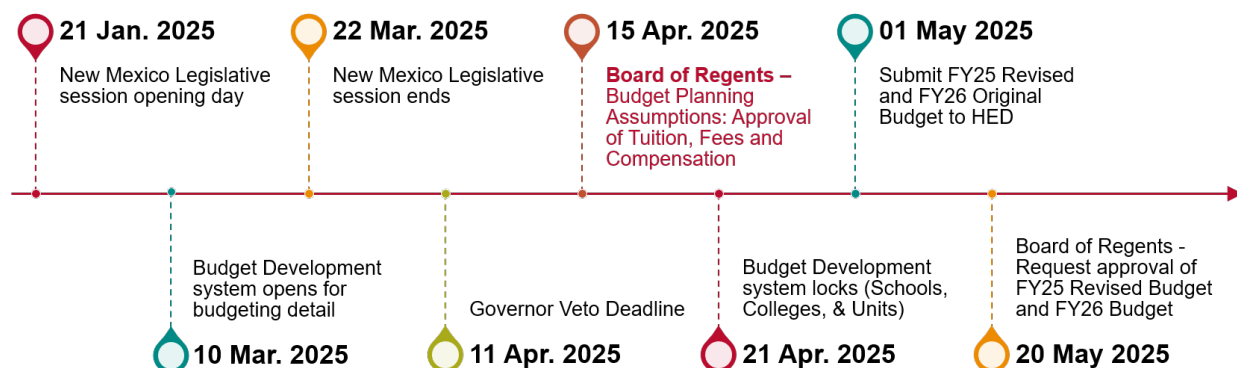 21 Jan. 2025
New Mexico Legislative
session opening day
22 Mar. 2025
New Mexico Legislative
session ends
15 Apr. 2025
Board of Regents –
Budget Planning
Assumptions: Approval
of Tuition, Fees and
Compensation
01 May 2025
Submit FY25 Revised
and FY26 Original
Budget to HED
Budget Development
system opens for
budgeting detail
10 Mar. 2025
Governor Veto Deadline
11 Apr. 2025
Budget Development
system locks (Schools,
Colleges, & Units)
21 Apr. 2025
Board of Regents -
Request approval of
FY25 Revised Budget
and FY26 Budget
20 May 2025